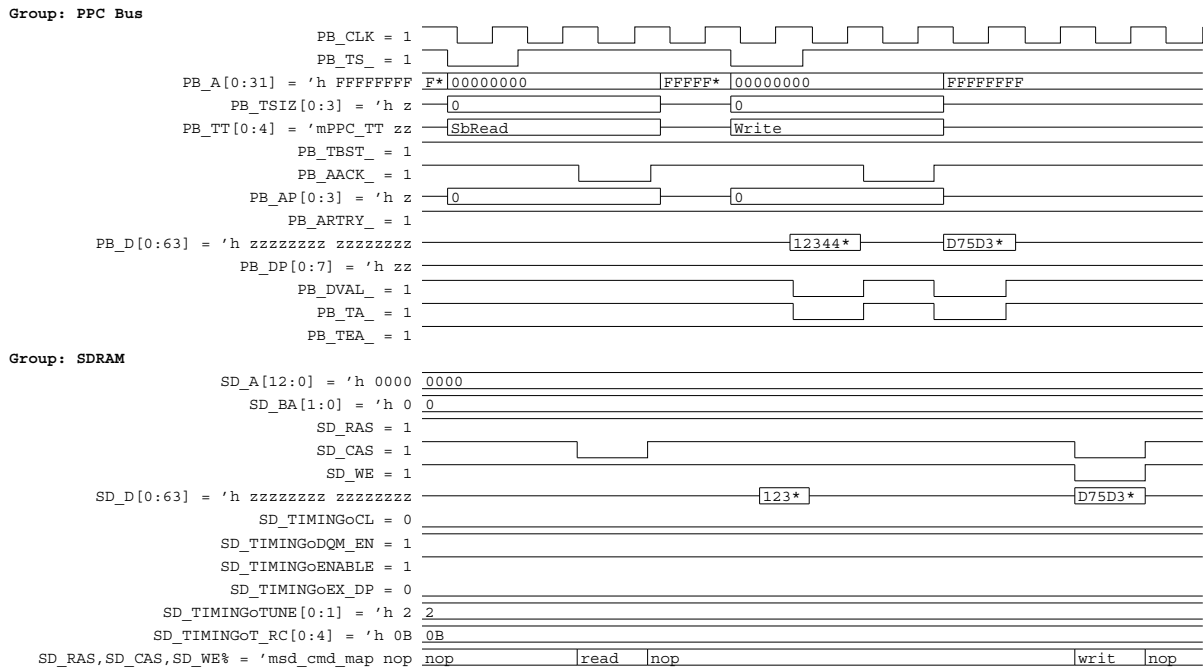 Group: PPC Bus
PB_CLK = 1
PB_TS_ = 1
PB_A[0:31] = 'h FFFFFFFF F* 00000000 FFFFF* 00000000 FFFFFFFF
PB_TSIZ[0:3] = 'h z 0 0
PB_TT[0:4] = 'mPPC_TT zz SbRead Write
PB_TBST_ = 1
PB_AACK_ = 1
PB_AP[0:3] = 'h z 0 0
PB_ARTRY_ = 1
PB_D[0:63] = 'h zzzzzzzz zzzzzzzz 12344* D75D3*
PB_DP[0:7] = 'h zz
PB_DVAL_ = 1
PB_TA_ = 1
PB_TEA_ = 1
Group: SDRAM
SD_A[12:0] = 'h 0000 0000
SD_BA[1:0] = 'h 0 0
SD_RAS = 1
SD_CAS = 1
SD_WE = 1
SD_D[0:63] = 'h zzzzzzzz zzzzzzzz 123* D75D3*
SD_TIMINGoCL = 0
SD_TIMINGoDQM_EN = 1
SD_TIMINGoENABLE = 1
SD_TIMINGoEX_DP = 0
SD_TIMINGoTUNE[0:1] = 'h 2 2
SD_TIMINGoT_RC[0:4] = 'h 0B 0B
SD_RAS,SD_CAS,SD_WE% = 'msd_cmd_map nop nop read nop writ nop